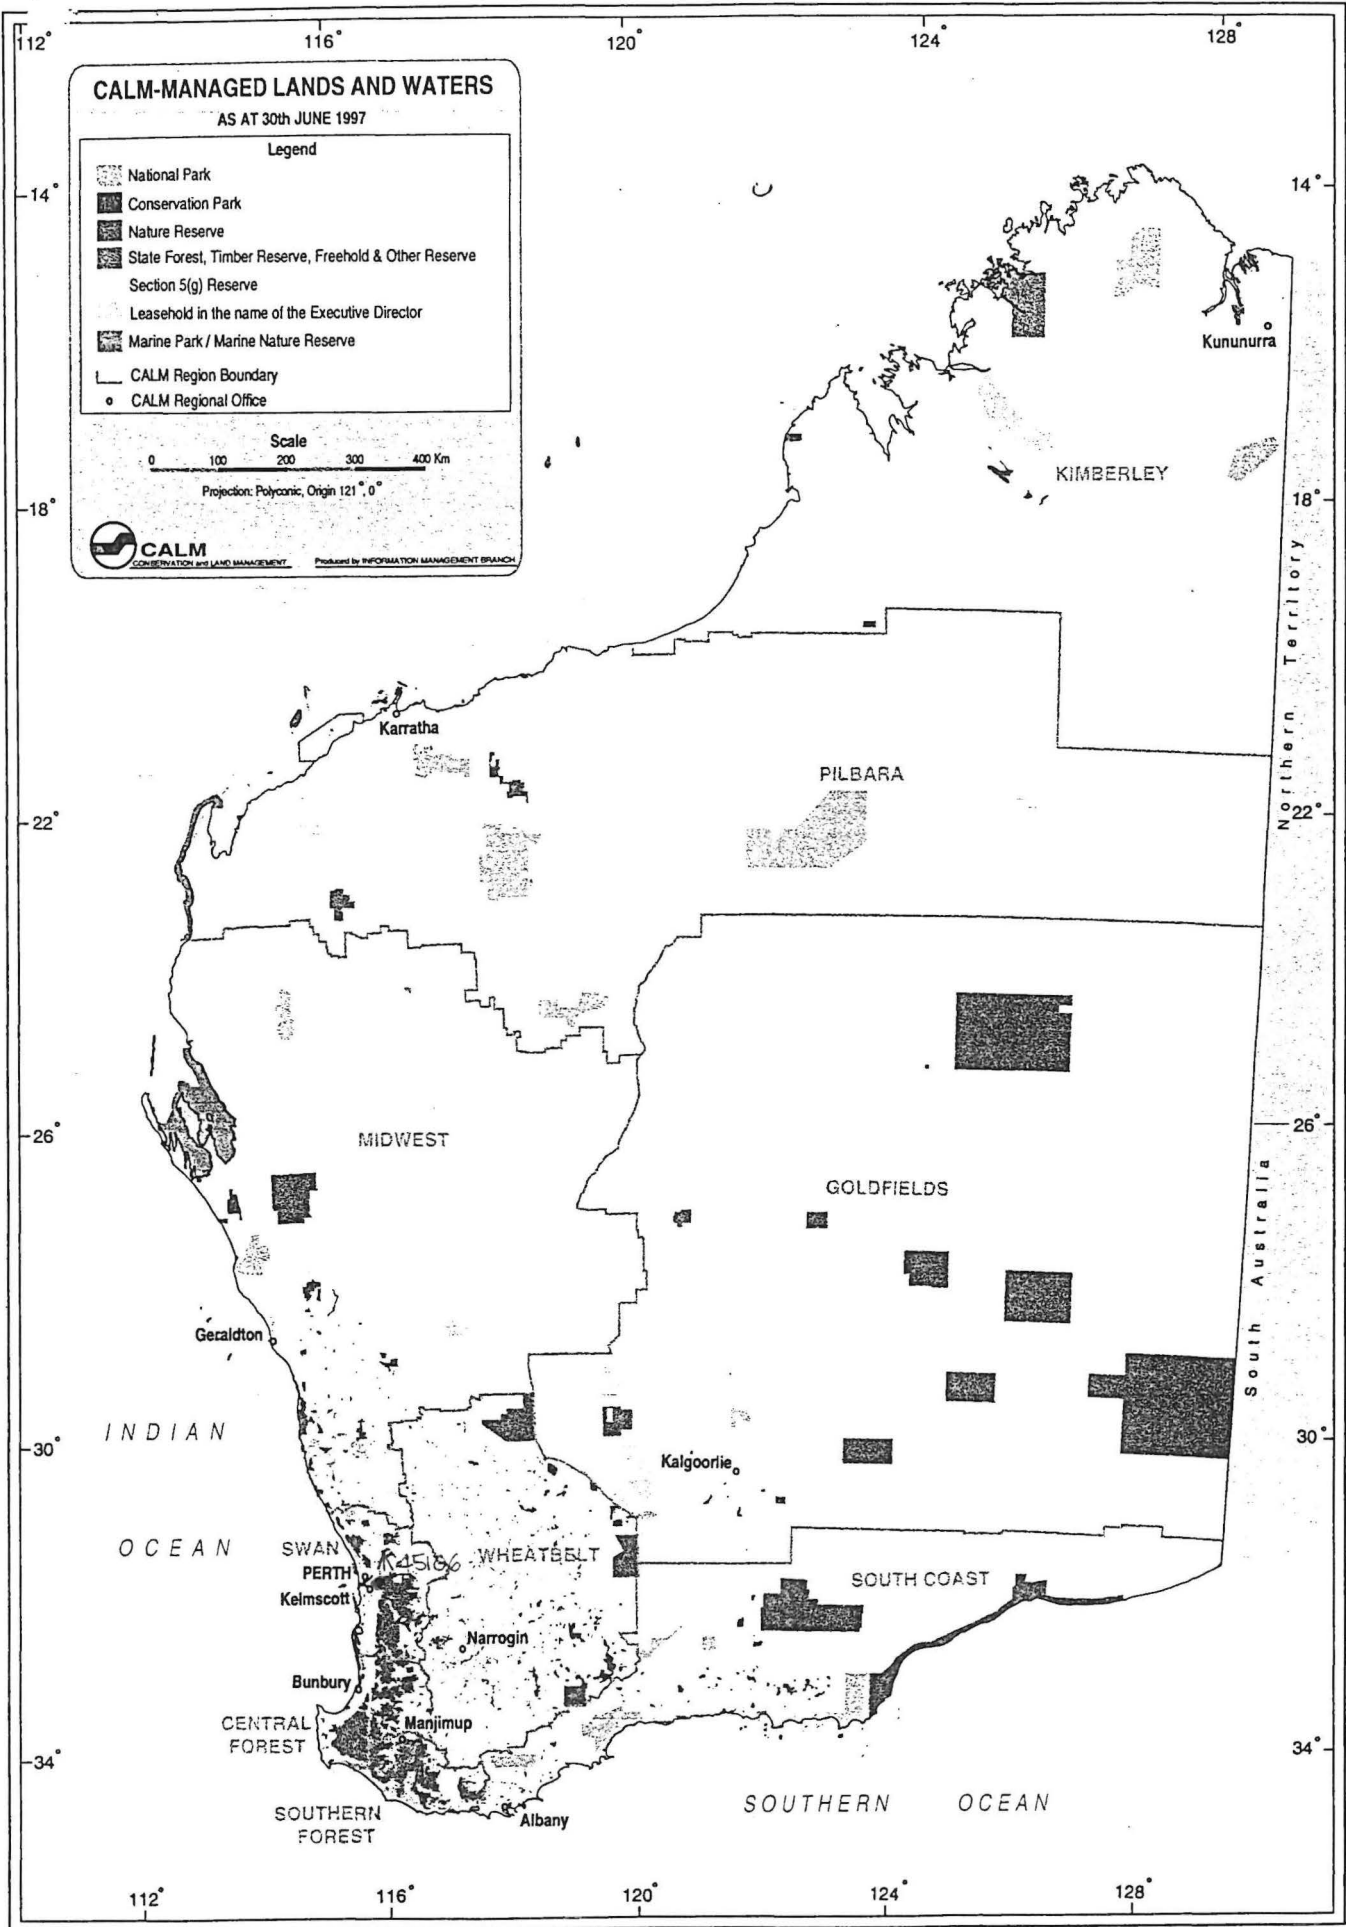 112°
116°
120°
124°
128°
CALM-MANAGED LANDS AND WATERS
AS AT 30th JUNE 1997
Legend
National Park
Conservation Park
Nature Reserve
State Forest, Timber Reserve, Freehold & Other Reserve
Section 5(g) Reserve
Leasehold in the name of the Executive Director
Marine Park / Marine Nature Reserve
CALM Region Boundary
CALM Regional Office
Scale
0 100 200 300 400 Km
Projection: Polyconic, Origin 121°, 0°
CALM
CONSERVATION and LAND MANAGEMENT
Produced by INFORMATION MANAGEMENT BRANCH
14°
14°
Kununurra
KIMBERLEY
18°
18°
Northern Territory
Karratha
PILBARA
22°
22°
26°
26°
MIDWEST
GOLDFIELDS
South Australia
Geraldton
INDIAN
30°
30°
Kalgoorlie
OCEAN
SWAN
K45186
WHEATBELT
PERTH
SOUTH COAST
Kelmscott
Narrogin
Bunbury
CENTRAL
FOREST
Manjimup
34°
34°
SOUTHERN OCEAN
SOUTHERN
FOREST
Albany
112°
116°
120°
124°
128°